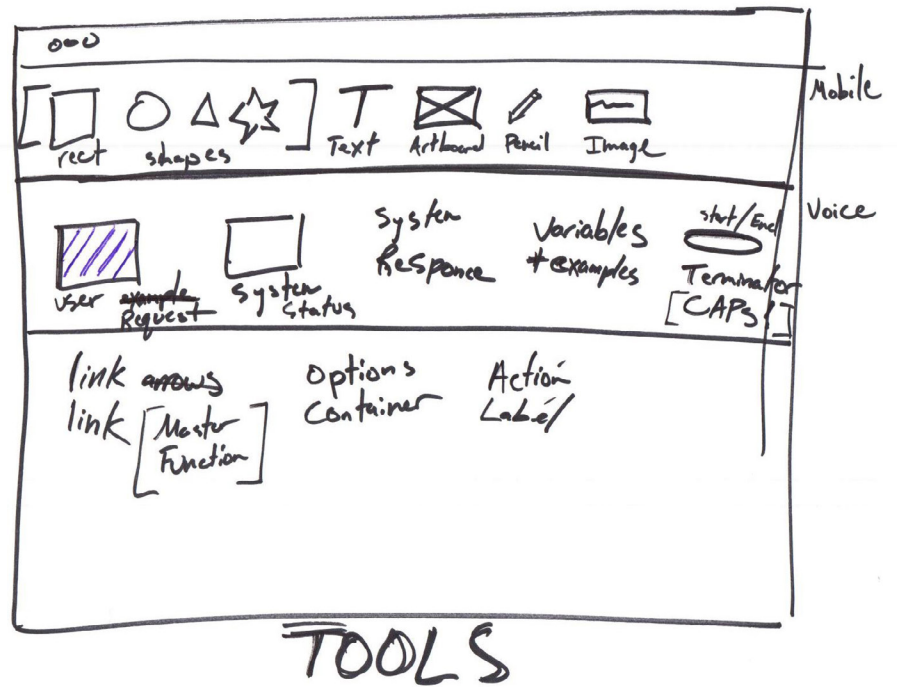 Mobile
rect shapes Text Artboard Pencil Image
Voice
user example Request
System Status
System Responce
Variables + examples
Start/End
Terminator
[CAPs!]
link arrows
link [Master Function]
Options Container
Action Label
TOOLS